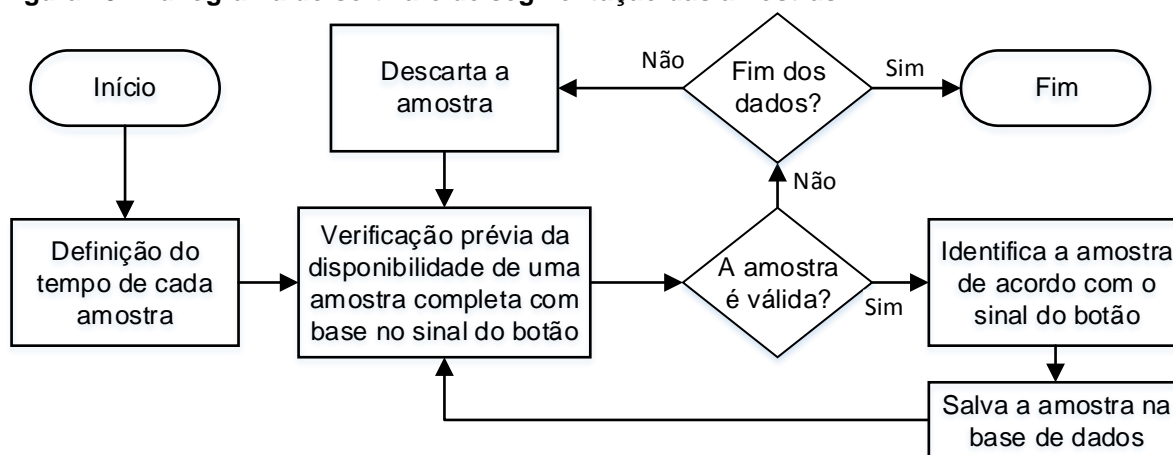 Início
Descarta a
amostra
Não
Fim dos
dados?
Sim
Fim
Não
Definição do
tempo de cada
amostra
Verificação prévia da
disponibilidade de uma
amostra completa com
base no sinal do botão
A amostra
é válida?
Sim
Identifica a amostra
de acordo com o
sinal do botão
Salva a amostra na
base de dados